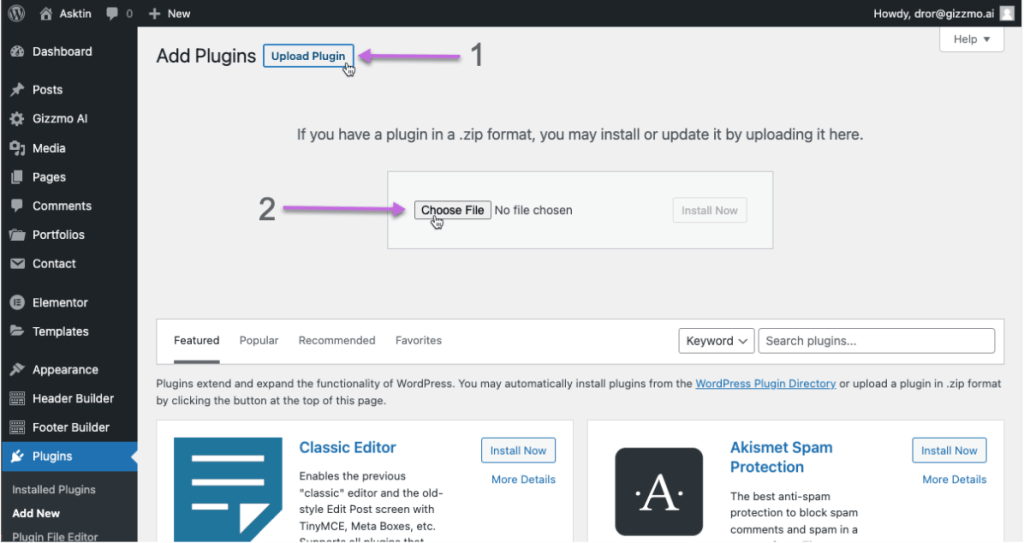 Asktin 0 + New
Howdy, dror@gizzmo.ai
Dashboard
Posts
Gizzmo AI
Media
Pages
Comments
Portfolios
Contact
Elementor
Templates
Appearance
Header Builder
Footer Builder
Plugins
Installed Plugins
Add New
Plugin File Editor
Add Plugins Upload Plugin
1
Help
If you have a plugin in a .zip format, you may install or update it by uploading it here.
2
Choose File No file chosen
Install Now
Featured Popular Recommended Favorites
Keyword Search plugins...
Plugins extend and expand the functionality of WordPress. You may automatically install plugins from the WordPress Plugin Directory or upload a plugin in .zip format
by clicking the button at the top of this page.
Classic Editor
Install Now
More Details
Enables the previous
"classic" editor and the old-
style Edit Post screen with
TinyMCE, Meta Boxes, etc.
Supports all plugins that
·A·
Akismet Spam
Protection
Install Now
More Details
The best anti-spam
protection to block spam
comments and spam in a